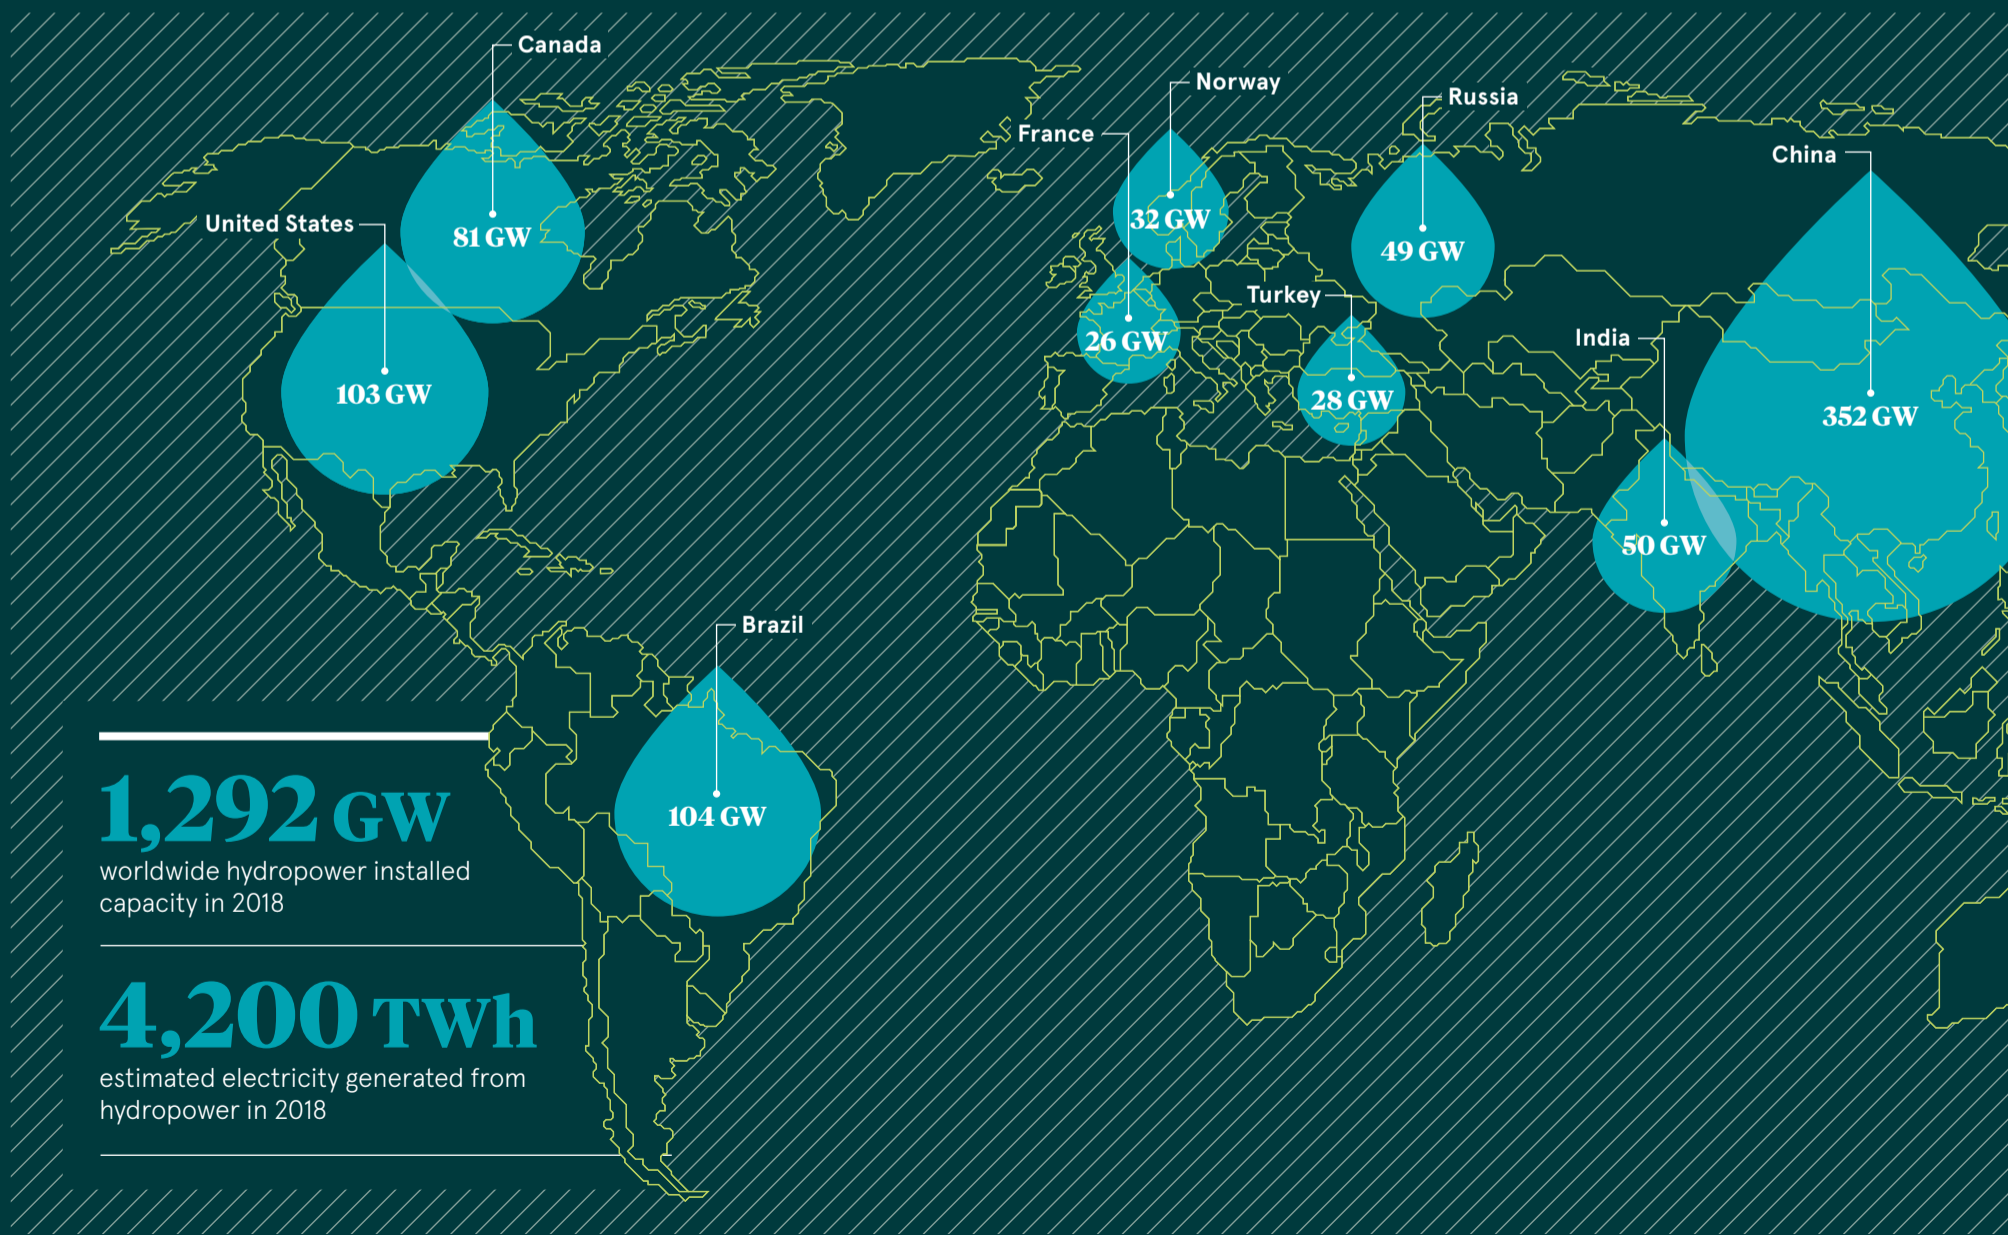 Canada
81 GW
United States
103 GW
Norway
32 GW
France
26 GW
Russia
49 GW
Turkey
28 GW
China
352 GW
India
50 GW
Brazil
104 GW
1,292 GW
worldwide hydropower installed
capacity in 2018
4,200 TWh
estimated electricity generated from
hydropower in 2018